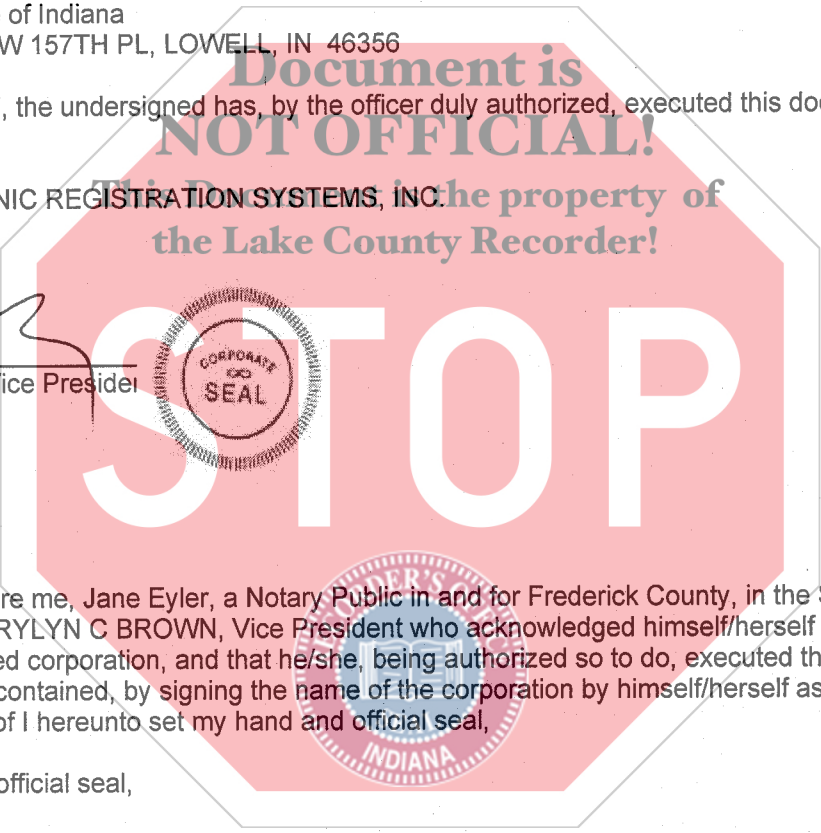 of Indiana
W 157TH PL, LOWELL, IN 46356
Document is
, the undersigned has, by the officer duly authorized, executed this do
NOT OFFICIAL!
NIC REGISTRATION SYSTEMS, INC.
This Document is the property of
the Lake County Recorder!
STOP
CORPORATE
SEAL
ice Presider
re me, Jane Eyler, a Notary Public in and for Frederick County, in the S
RYLYN C BROWN, Vice President who acknowledged himself/herself
ed corporation, and that he/she, being authorized so to do, executed th
contained, by signing the name of the corporation by himself/herself as
of I hereunto set my hand and official seal,
RECORDER'S OFFICE
INDIANA
official seal,